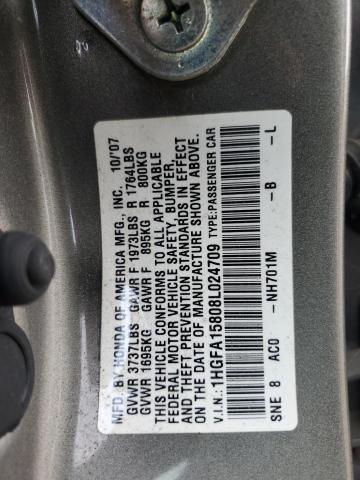 MFD. BY HONDA OF AMERICA MFG., INC. 10/'07
GVWR 3737LBS GAWR F 1973LBS R 1764LBS
GVWR 1695KG GAWR F 895KG R 800KG
THIS VEHICLE CONFORMS TO ALL APPLICABLE
FEDERAL MOTOR VEHICLE SAFETY, BUMPER,
AND THEFT PREVENTION STANDARDS IN EFFECT
ON THE DATE OF MANUFACTURE SHOWN ABOVE.
V.I.N.: 1HGFA15808L024709 TYPE:PASSENGER CAR
SNE 8 AC0 -NH701M -B -L